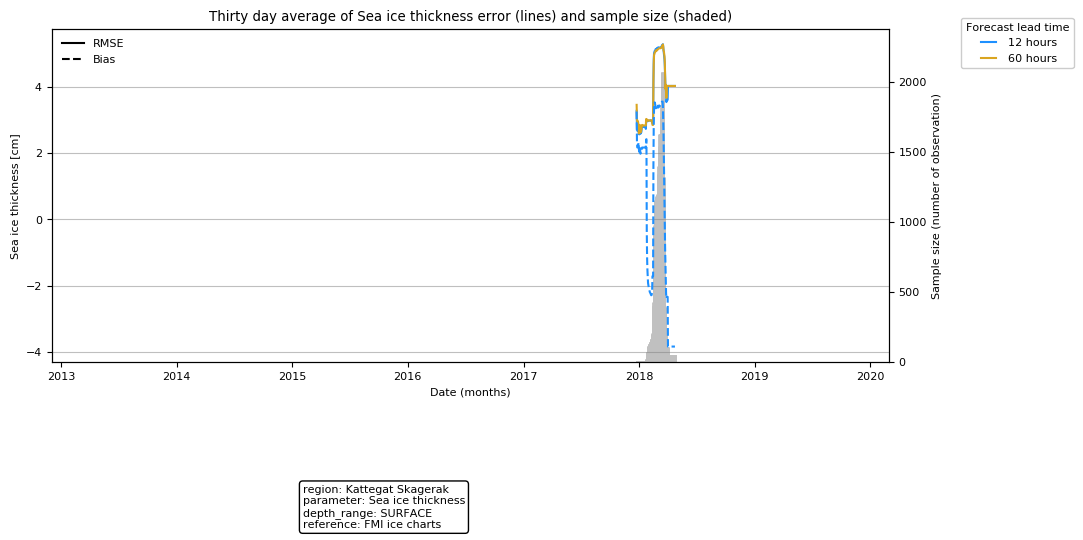 Thirty day average of Sea ice thickness error (lines) and sample size (shaded)
Forecast lead time
12 hours
60 hours
RMSE
Bias
4
2
0
−2
−4
Sea ice thickness [cm]
2000
1500
1000
500
0
Sample size (number of observation)
2013 2014 2015 2016 2017 2018 2019 2020
Date (months)
region: Kattegat Skagerak
parameter: Sea ice thickness
depth_range: SURFACE
reference: FMI ice charts